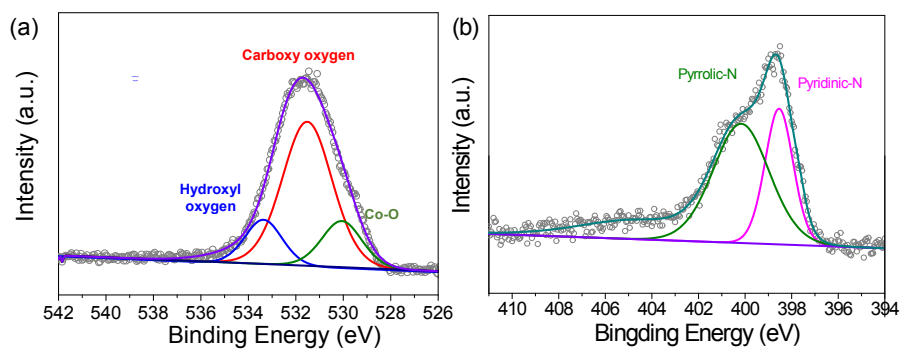 (a)
Carboxy oxygen
Hydroxyl
oxygen
Co-O
Intensity (a.u.)
542 540 538 536 534 532 530 528 526
Binding Energy (eV)
(b)
Pyrrolic-N
Pyridinic-N
Intensity (a.u.)
410 408 406 404 402 400 398 396 394
Bingding Energy (eV)